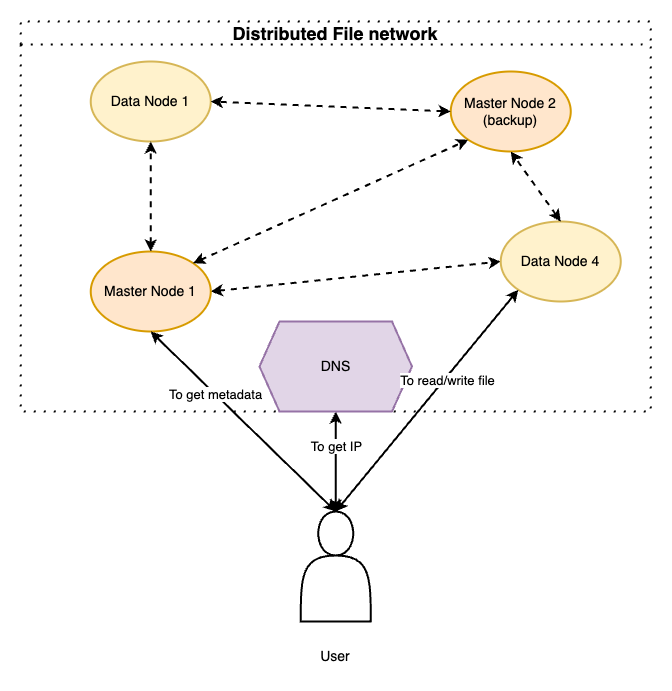 Distributed File network
Data Node 1
Master Node 2
(backup)
Master Node 1
Data Node 4
DNS
To get metadata
To read/write file
To get IP
User